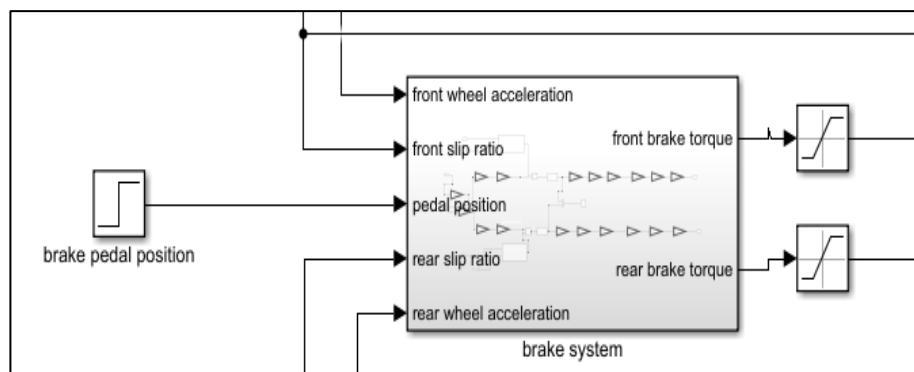 front wheel acceleration
front brake torque
front slip ratio
pedal position
brake pedal position
rear slip ratio
rear brake torque
rear wheel acceleration
brake system